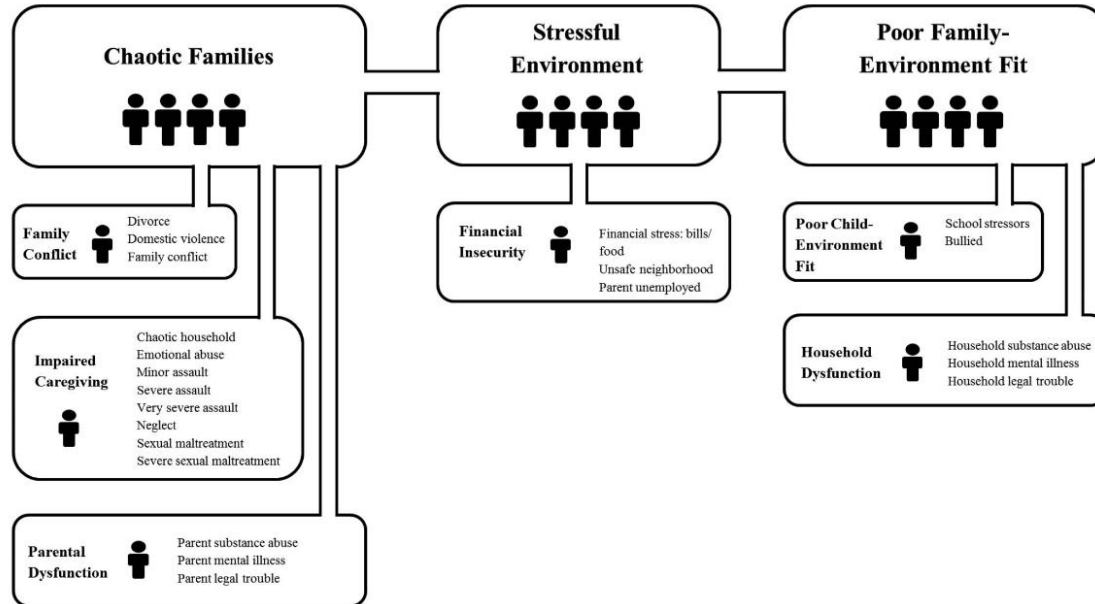 Chaotic Families
Stressful
Environment
Poor Family-
Environment Fit
Family
Conflict
Divorce
Domestic violence
Family conflict
Financial
Insecurity
Financial stress: bills/
food
Unsafe neighborhood
Parent unemployed
Poor Child-
Environment
Fit
School stressors
Bullied
Impaired
Caregiving
Chaotic household
Emotional abuse
Minor assault
Severe assault
Very severe assault
Neglect
Sexual maltreatment
Severe sexual maltreatment
Household
Dysfunction
Household substance abuse
Household mental illness
Household legal trouble
Parental
Dysfunction
Parent substance abuse
Parent mental illness
Parent legal trouble